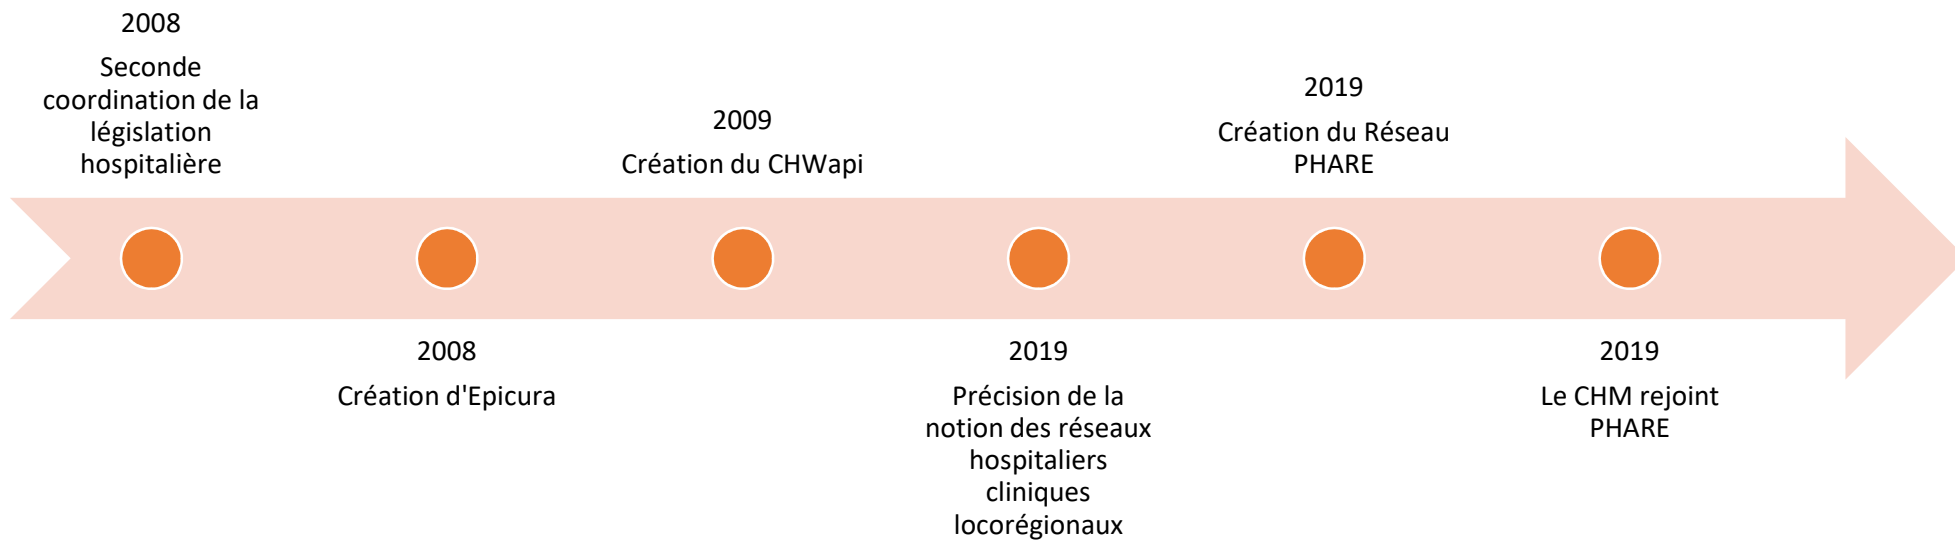 2008
Seconde
coordination de la
législation
hospitalière
2008
Création d'Epicura
2009
Création du CHWapi
2019
Précision de la
notion des réseaux
hospitaliers
cliniques
locorégionaux
2019
Création du Réseau
PHARE
2019
Le CHM rejoint
PHARE